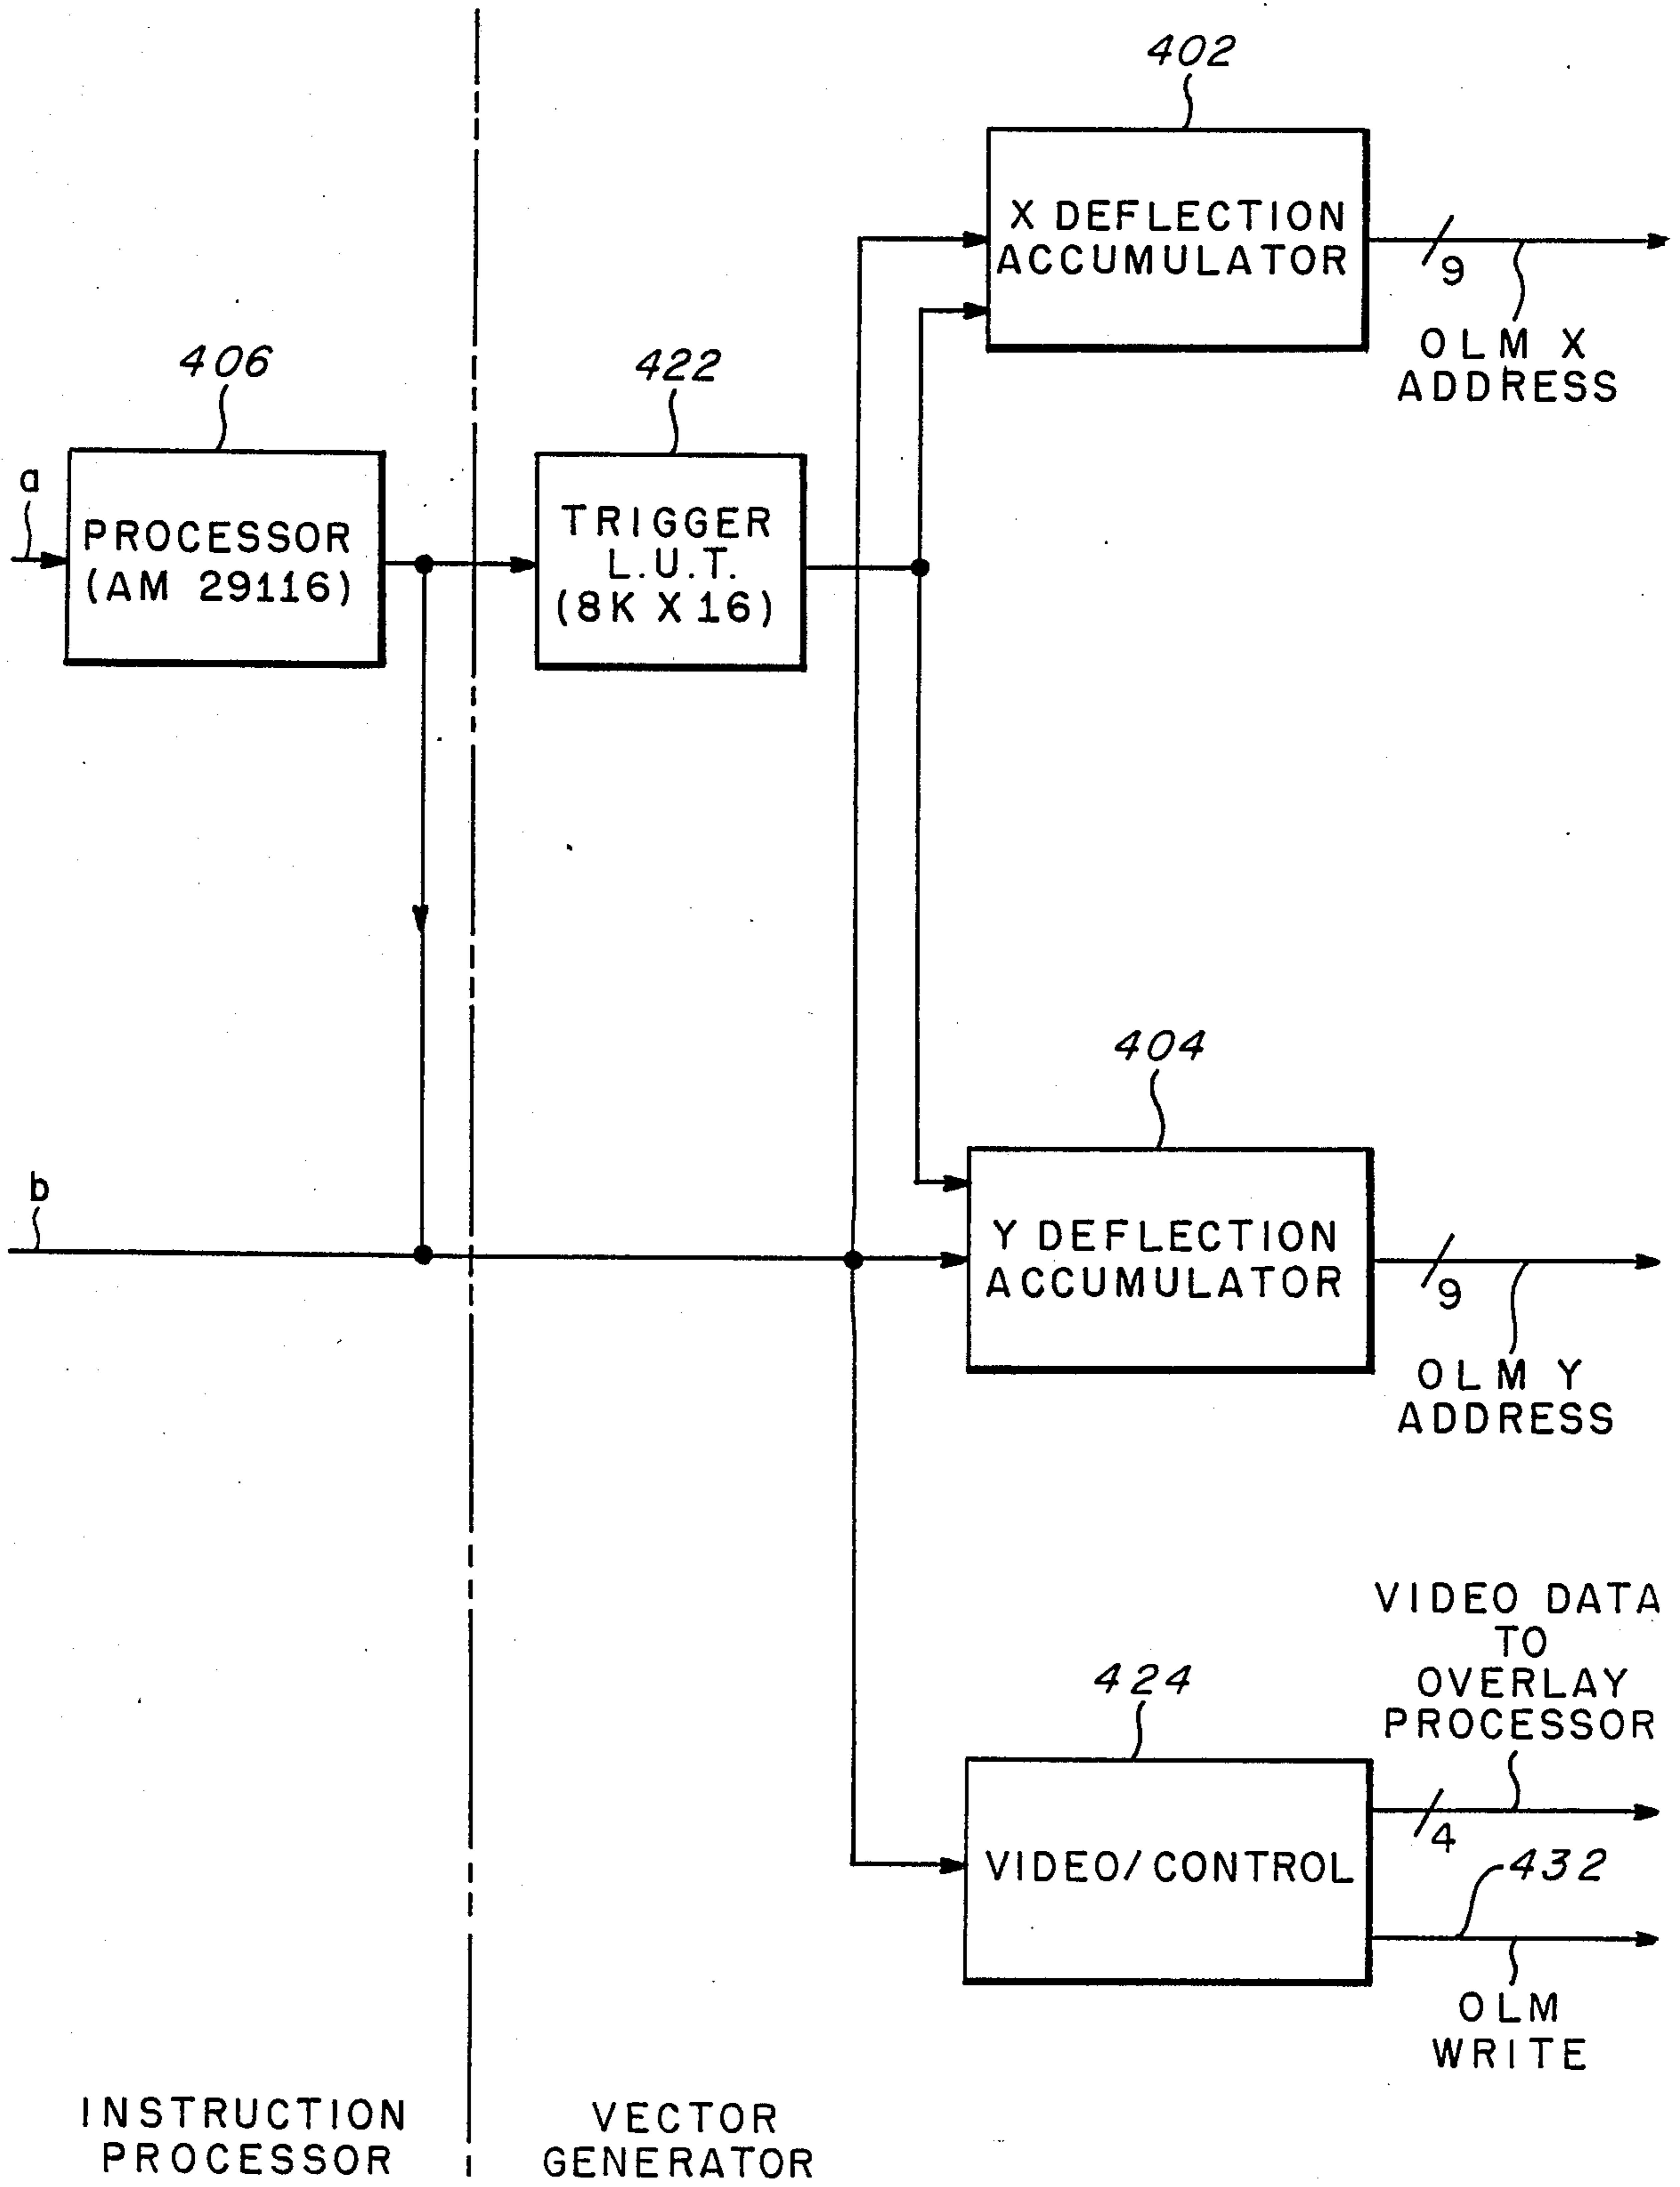 402
X DEFLECTION
ACCUMULATOR
9
OLM X
ADDRESS
406
a
PROCESSOR
(AM 29116)
422
TRIGGER
L.U.T.
(8K X 16)
404
b
Y DEFLECTION
ACCUMULATOR
9
OLM Y
ADDRESS
VIDEO DATA
TO
OVERLAY
PROCESSOR
424
4
VIDEO/CONTROL
432
OLM
WRITE
INSTRUCTION
PROCESSOR
VECTOR
GENERATOR